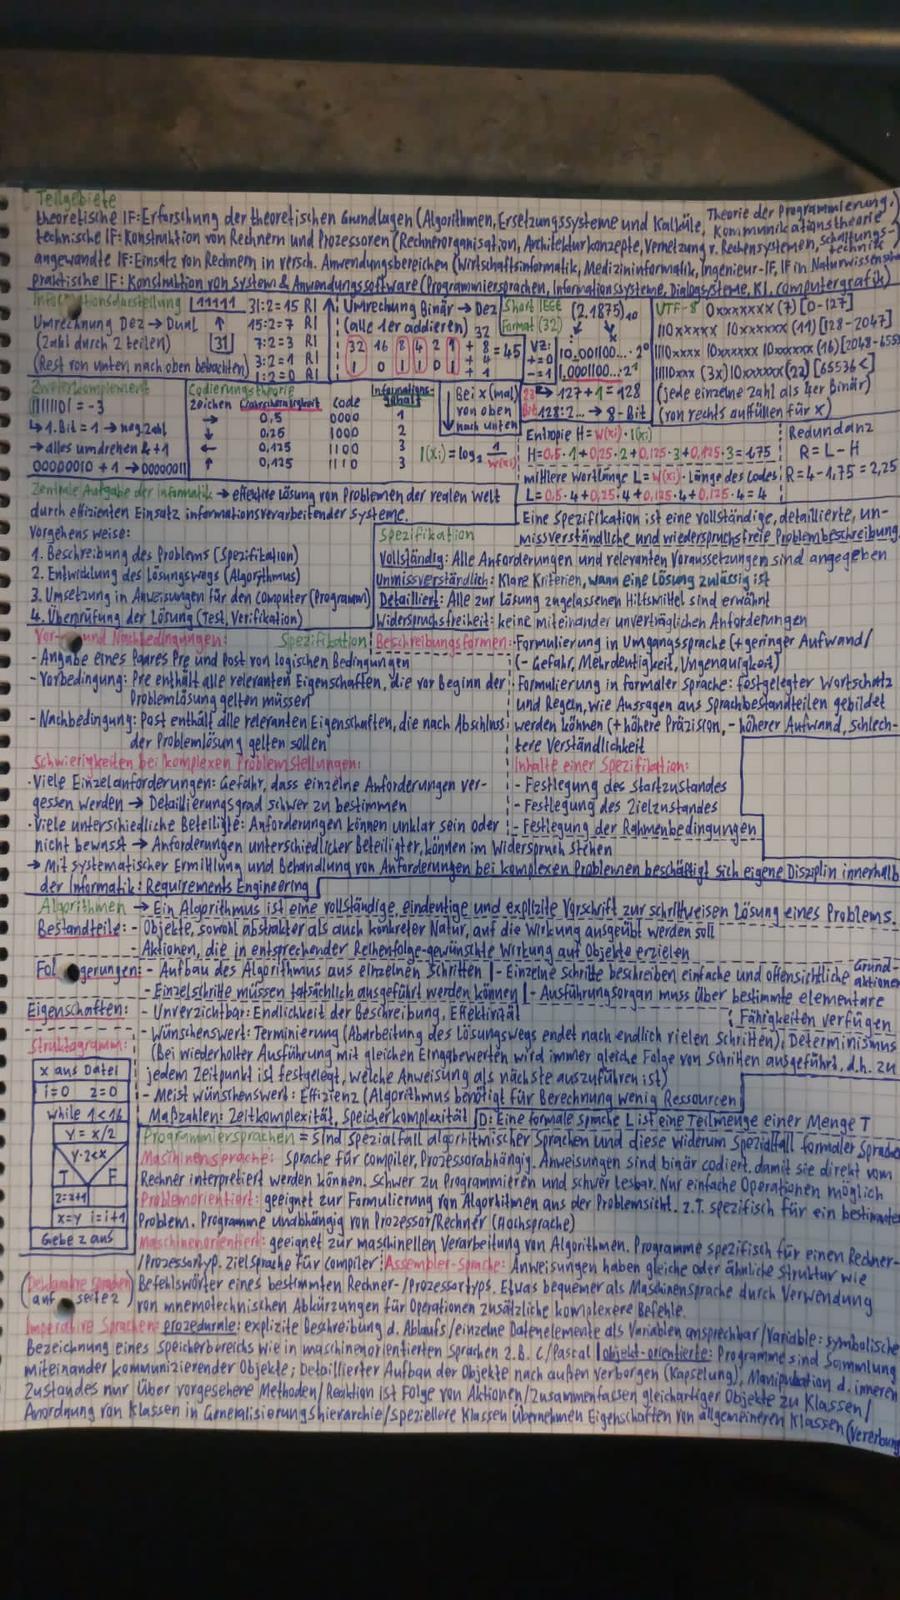 Teilgebiete
theoretische IF: Erforschung der theoretischen Grundlagen (Algorithmen, Ersetzungssysteme und Kalküle, Theorie der Programmierung, Kommunikationstheorie
technische IF: Konstruktion von Rechnern und Prozessoren (Rechnerorganisation, Architekturkonzepte, Vernetzung v. Rechensystemen, Schaltungstechnik
angewandte IF: Einsatz von Rechnern in versch. Anwendungsbereichen (Wirtschaftsinformatik, Medizininformatik, Ingenieur-IF, IF in Naturwissenscha
praktische IF: Konstruktion von System & Anwendungssoftware (Programmiersprachen, Informationssysteme, Dialogsysteme, KI, Computergrafik)
Informationsdarstellung
Umrechnung Dez → Dual
(Zahl durch 2 teilen)
(Rest von unten nach oben betrachten)
11111
↑
31
31:2=15 R1
15:2=7 R1
7:2=3 R1
3:2=1 R1
1:2=0 R1
Umrechnung Binär → Dez
(alle 1er addieren)
32 16 8 4 2 1
1 0 1 1 0 1
32
+ 8
+ 4
+ 1
= 45
Short IEEE
Format (32)
(2.1875)10
VZ:
+ = 0
- = 1
10,001100...·2⁰
1,0001100...·2¹
127+1=128
128:2... → 8-Bit
UTF-8 0xxxxxxx (7) [0-127]
110xxxxx 10xxxxxx (11) [128-2047]
1110xxxx 10xxxxxx 10xxxxxx (16) [2048-655
11110xxx (3x) 10xxxxxx (22) [65536<]
(jede einzelne Zahl als 4er Binär)
(von rechts auffüllen für x)
Zweierkomplement
11111101 = -3
↳ 1. Bit = 1 → neg. Zahl
→ alles umdrehen & +1
00000010 + 1 → 00000011
Codierungstheorie
Zeichen Wahrscheinlichkeit Code Informationsgehalt
→ 0,5 0000 1
↓ 0,25 1000 2
← 0,125 1100 3
↑ 0,125 1110 3
I(xi) = log₂ 1/w(xi)
Bei x (mal)
von oben
nach unten
Entropie H = w(xi) · I(xi)
H=0,5·1+0,25·2+0,125·3+0,125·3=1,75
mittlere Wortlänge L = w(xi) · Länge des Codes
L=0,5·4+0,25·4+0,125·4+0,125·4=4
Redundanz
R = L - H
R=4-1,75=2,25
Zentrale Aufgabe der Informatik → effektive Lösung von Problemen der realen Welt
durch effizienten Einsatz informationsverarbeitender Systeme.
Vorgehensweise:
1. Beschreibung des Problems (Spezifikation)
2. Entwicklung des Lösungswegs (Algorythmus)
3. Umsetzung in Anweisungen für den Computer (Programm)
4. Überprüfung der Lösung (Test, Verifikation)
Eine Spezifikation ist eine vollständige, detaillierte, un-
missverständliche und wiederspruchsfreie Problembeschreibung.
Spezifikation
Vollständig: Alle Anforderungen und relevanten Voraussetzungen sind angegeben
Unmissverständlich: Klare Kriterien, wann eine Lösung zulässig ist
Detailliert: Alle zur Lösung zugelassenen Hilfsmittel sind erwähnt
Widerspruchsfreiheit: keine miteinander unverträglichen Anforderungen
Vor- und Nachbedingungen: Spezifikation
- Angabe eines Paares Pre und Post von logischen Bedingungen
- Vorbedingung: Pre enthält alle relevanten Eigenschaften, die vor Beginn der
Problemlösung gelten müssen
- Nachbedingung: Post enthält alle relevanten Eigenschaften, die nach Abschluss
der Problemlösung gelten sollen
Beschreibungsformen: - Formulierung in Umgangssprache (+ geringer Aufwand/
(- Gefahr, Mehrdeutigkeit, Ungenauigkeit)
- Formulierung in formaler Sprache: festgelegter Wortschatz
und Regeln, wie Aussagen aus Sprachbestandteilen gebildet
werden können (+ höhere Präzision, - höherer Aufwand, schlech-
tere Verständlichkeit
Schwierigkeiten bei komplexen Problemstellungen:
- Viele Einzelanforderungen: Gefahr, dass einzelne Anforderungen ver-
gessen werden → Detaillierungsgrad schwer zu bestimmen
- Viele unterschiedliche Beteiligte: Anforderungen können unklar sein oder
nicht bewusst → Anforderungen unterschiedlicher Beteiligter, können im Widerspruch stehen
→ Mit systematischer Ermittlung und Behandlung von Anforderungen bei komplexen Problemen beschäftigt sich eigene Disziplin innerhalb
der Informatik: Requirements Engineering
Inhalte einer Spezifikation:
- Festlegung des Startzustandes
- Festlegung des Zielzustandes
- Festlegung der Rahmenbedingungen
Algorithmen → Ein Algorithmus ist eine vollständige, eindeutige und explizite Vorschrift zur schrittweisen Lösung eines Problems.
Bestandteile: - Objekte, sowohl abstrakter als auch konkreter Natur, auf die Wirkung ausgeübt werden soll
- Aktionen, die in entsprechender Reihenfolge gewünschte Wirkung auf Objekte erzielen
Fol gerungen: - Aufbau des Algorithmus aus einzelnen Schritten | - Einzelne Schritte beschreiben einfache und offensichtliche Grund-
aktionen
- Einzelschritte müssen tatsächlich ausgeführt werden können | - Ausführungsorgan muss über bestimmte elementare
Fähigkeiten verfügen
Eigenschaften: - Unverzichtbar: Endlichkeit der Beschreibung, Effektivität
- Wünschenswert: Terminierung (Abarbeitung des Lösungswegs endet nach endlich vielen Schritten); Determinismus
(Bei wiederholter Ausführung mit gleichen Eingabewerten wird immer gleiche Folge von Schritten ausgeführt, d.h. zu
jedem Zeitpunkt ist festgelegt, welche Anweisung als nächste auszuführen ist)
- Meist wünschenswert: Effizienz (Algorithmus benötigt für Berechnung wenig Ressourcen)
Maßzahlen: Zeitkomplexität, Speicherkomplexität
D: Eine formale Sprache L ist eine Teilmenge einer Menge T
Struktogramm:
x aus Datei
i=0 z=0
while i<16
y = x/2
y·2<x
T F
z=z+1
x=y i=i+1
Gebe z aus
Programmiersprachen = sind Spezialfall algorithmischer Sprachen und diese widerum Spezialfall formaler Sprache
Maschinensprache: Sprache für Compiler, Prozessorabhängig. Anweisungen sind binär codiert, damit sie direkt vom
Rechner interpretiert werden können. Schwer zu Programmieren und schwer lesbar. Nur einfache Operationen möglich
Problemorientiert: geeignet zur Formulierung von Algorithmen aus der Problemsicht. z.T. spezifisch für ein bestimmtes
Problem. Programme unabhängig von Prozessor/Rechner (Hochsprache)
Maschinenorientiert: geeignet zur maschinellen Verarbeitung von Algorithmen. Programme spezifisch für einen Rechner-
/Prozessortyp. Zielsprache für Compiler | Assembler-Sprache: Anweisungen haben gleiche oder ähnliche Struktur wie
Befehlswörter eines bestimmten Rechner-/Prozessortyps. Etwas bequemer als Maschinensprache durch Verwendung
von mnemotechnischen Abkürzungen für Operationen zusätzliche komplexere Befehle.
(Deklarative Sprachen
auf Seite 2)
Imperative Sprachen: prozedurale: explizite Beschreibung d. Ablaufs/einzelne Datenelemente als Variablen ansprechbar/Variable: symbolische
Bezeichnung eines Speicherbereichs wie in maschinenorientierten Sprachen z.B. C/Pascal | objekt-orientierte: Programme sind Sammlung
miteinander kommunizierender Objekte; Detaillierter Aufbau der Objekte nach außen verborgen (Kapselung), Manipulation d. inneren
Zustandes nur über vorgesehene Methoden/Reaktion ist Folge von Aktionen/Zusammenfassen gleichartiger Objekte zu Klassen/
Anordnung von Klassen in Generalisierungshierarchie/speziellere Klassen übernehmen Eigenschaften von allgemeineren Klassen (Vererbung